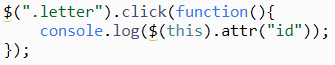 $(".letter").click(function(){
    console.log($(this).attr("id"));
});